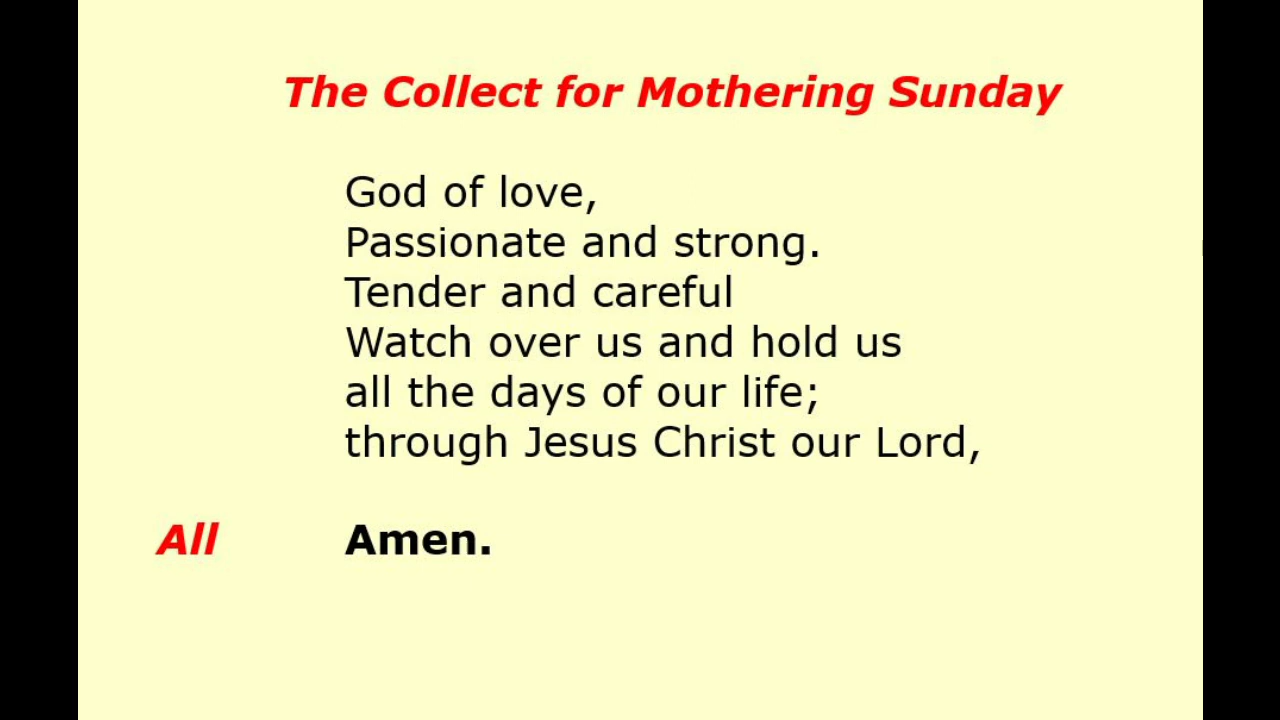 The Collect for Mothering Sunday
God of love,
Passionate and strong.
Tender and careful
Watch over us and hold us
all the days of our life;
through Jesus Christ our Lord,
All Amen.